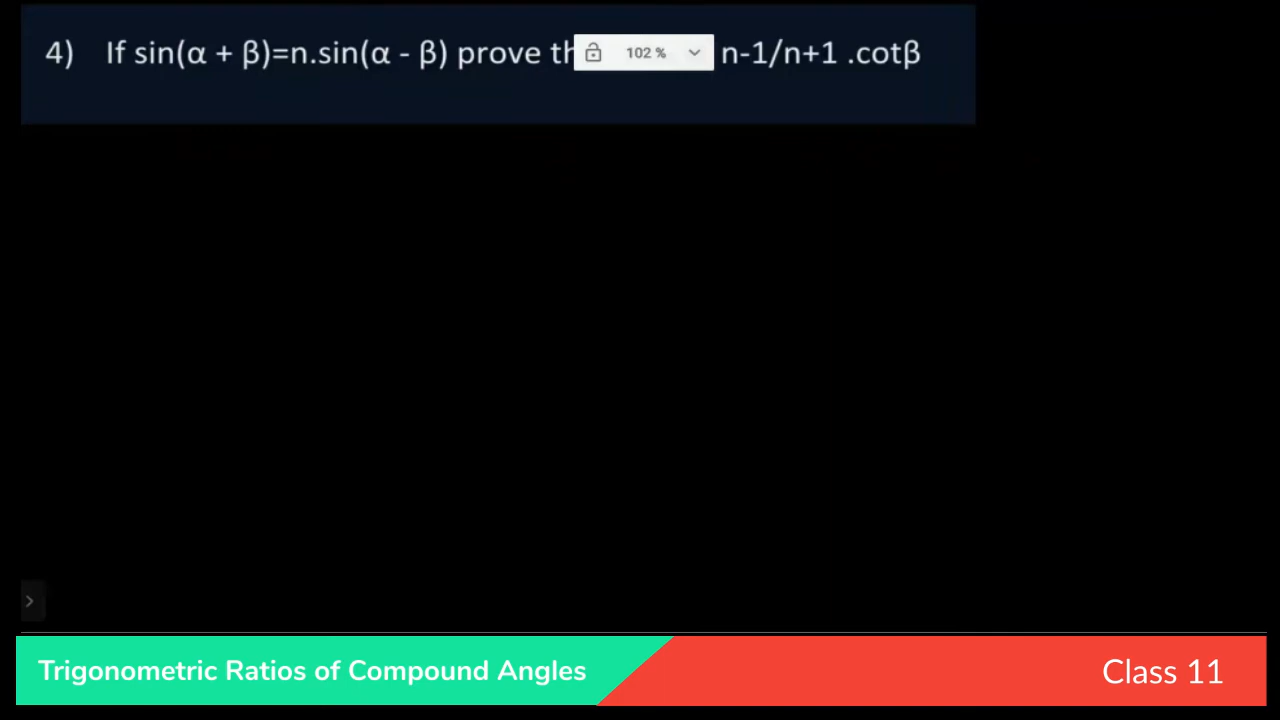 4) If sin(α + β)=n.sin(α - β) prove th 102 % n-1/n+1 .cotβ
Trigonometric Ratios of Compound Angles
Class 11